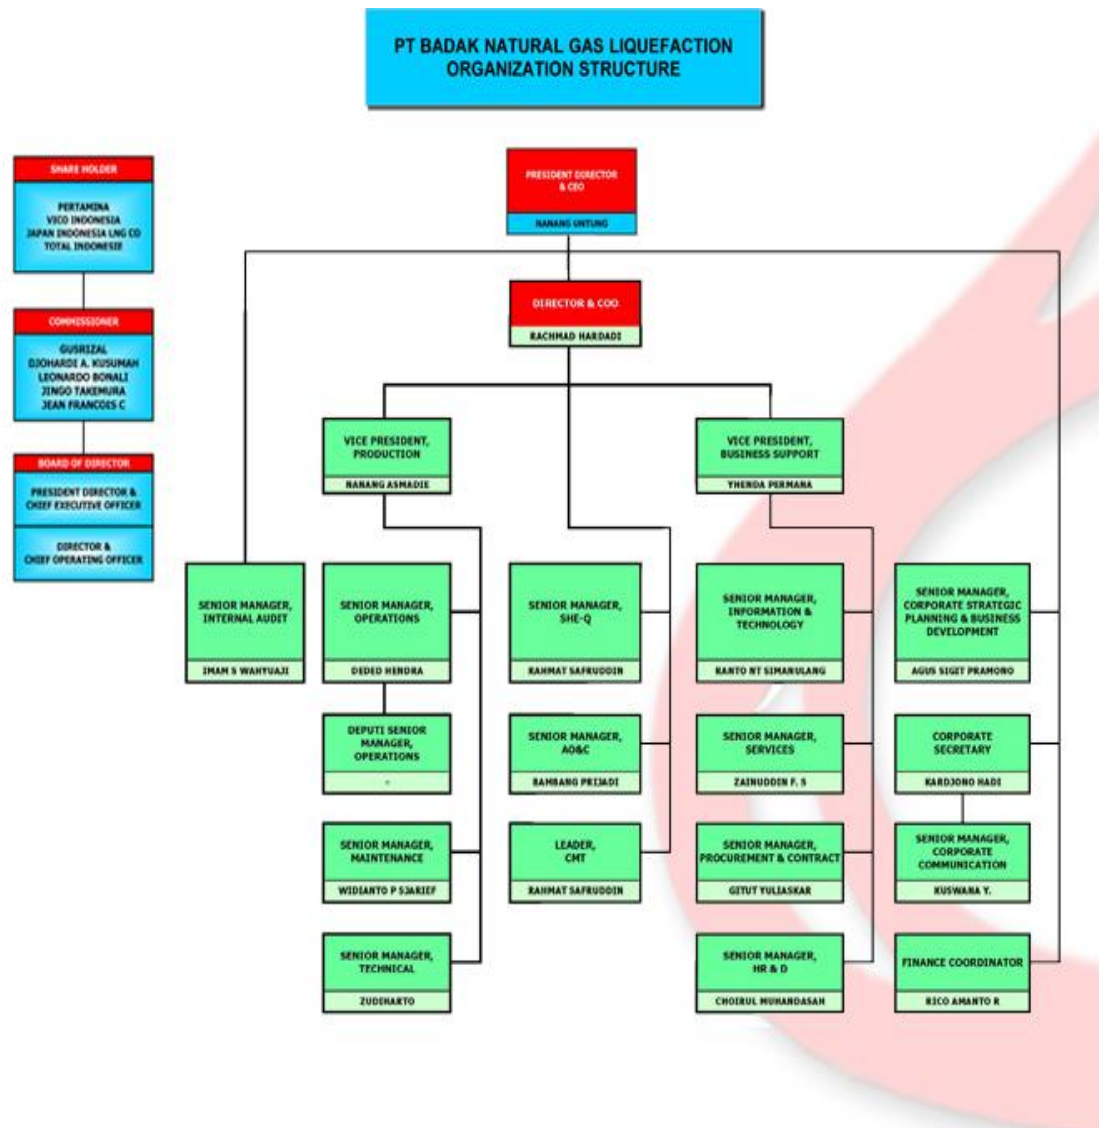 PT BADAK NATURAL GAS LIQUEFACTION
ORGANIZATION STRUCTURE
SHARE HOLDER
PERTAMINA
VICO INDONESIA
JAPAN INDONESIA LNG CO
TOTAL INDONESIE
COMMISSIONER
GUSRIZAL
DJOHARDI A. KUSUMAH
LEONARDO BONALI
JINGO TAKEMURA
JEAN FRANCOIS C
BOARD OF DIRECTOR
PRESIDENT DIRECTOR &
CHIEF EXECUTIVE OFFICER
DIRECTOR &
CHIEF OPERATING OFFICER
PRESIDENT DIRECTOR
& CEO
NANANG UNTUNG
DIRECTOR & COO
RACHMAD HARDADI
VICE PRESIDENT,
PRODUCTION
NANANG ASMADIE
VICE PRESIDENT,
BUSINESS SUPPORT
YHENDA PERMANA
SENIOR MANAGER,
INTERNAL AUDIT
IMAM S WAHYUAJI
SENIOR MANAGER,
OPERATIONS
DEDED HENDRA
SENIOR MANAGER,
SHE-Q
RAHMAT SAFRUDDIN
SENIOR MANAGER,
INFORMATION &
TECHNOLOGY
RANTO NT SIMANULANG
SENIOR MANAGER,
CORPORATE STRATEGIC
PLANNING & BUSINESS
DEVELOPMENT
AGUS SIGIT PRAMONO
DEPUTI SENIOR
MANAGER,
OPERATIONS
-
SENIOR MANAGER,
AO&C
BAMBANG PRIJADI
SENIOR MANAGER,
SERVICES
ZAINUDDIN F. S
CORPORATE
SECRETARY
KARDJONO HADI
SENIOR MANAGER,
MAINTENANCE
WIDIANTO P SJARIEF
LEADER,
CMT
RAHMAT SAFRUDDIN
SENIOR MANAGER,
PROCUREMENT & CONTRACT
GITUT YULIASKAR
SENIOR MANAGER,
CORPORATE
COMMUNICATION
KUSWANA Y.
SENIOR MANAGER,
TECHNICAL
ZUDIHARTO
SENIOR MANAGER,
HR & D
CHOIRUL MUHANDASAH
FINANCE COORDINATOR
RICO AMANTO R